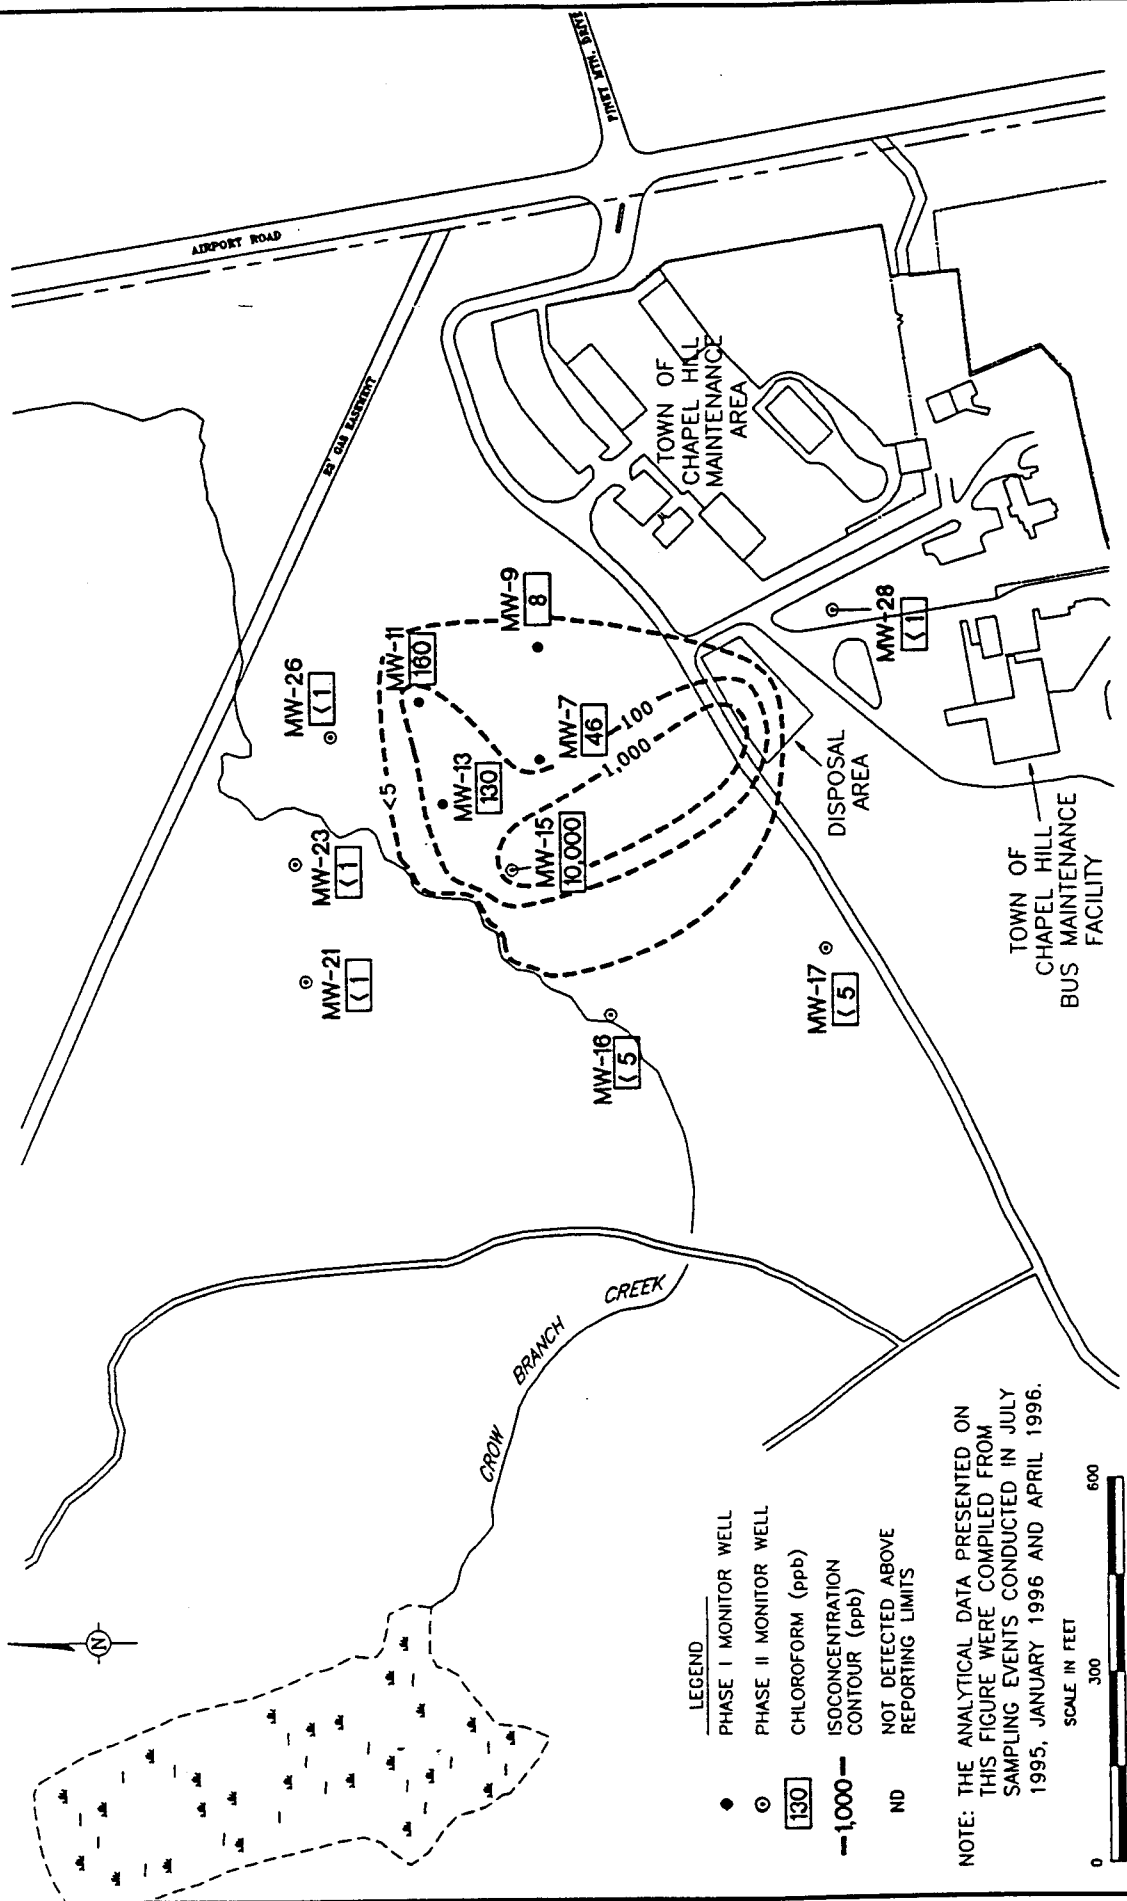 PINEY MTN. DRIVE
AIRPORT ROAD
23' GAS EASEMENT
TOWN OF
CHAPEL HILL
MAINTENANCE
AREA
MW-26
< 1
MW-11
160
MW-9
8
MW-23
< 1
<5
MW-13
130
MW-7
46
100
1,000
MW-15
10,000
MW-28
< 1
MW-21
< 1
DISPOSAL
AREA
MW-16
< 5
MW-17
< 5
TOWN OF
CHAPEL HILL
BUS MAINTENANCE
FACILITY
CROW BRANCH CREEK
N
LEGEND
PHASE I MONITOR WELL
PHASE II MONITOR WELL
130 CHLOROFORM (ppb)
1,000 ISOCONCENTRATION
CONTOUR (ppb)
ND NOT DETECTED ABOVE
REPORTING LIMITS
NOTE: THE ANALYTICAL DATA PRESENTED ON
THIS FIGURE WERE COMPILED FROM
SAMPLING EVENTS CONDUCTED IN JULY
1995, JANUARY 1996 AND APRIL 1996.
SCALE IN FEET
0 300 600